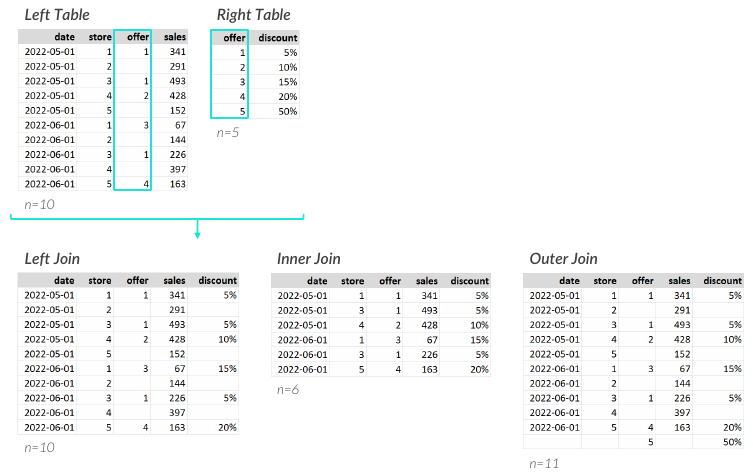 Left Table
date store offer sales
2022-05-01 1 1 341
2022-05-01 2 291
2022-05-01 3 1 493
2022-05-01 4 2 428
2022-05-01 5 152
2022-06-01 1 3 67
2022-06-01 2 144
2022-06-01 3 1 226
2022-06-01 4 397
2022-06-01 5 4 163
n=10
Right Table
offer discount
1 5%
2 10%
3 15%
4 20%
5 50%
n=5
Left Join
date store offer sales discount
2022-05-01 1 1 341 5%
2022-05-01 2 291
2022-05-01 3 1 493 5%
2022-05-01 4 2 428 10%
2022-05-01 5 152
2022-06-01 1 3 67 15%
2022-06-01 2 144
2022-06-01 3 1 226 5%
2022-06-01 4 397
2022-06-01 5 4 163 20%
n=10
Inner Join
date store offer sales discount
2022-05-01 1 1 341 5%
2022-05-01 3 1 493 5%
2022-05-01 4 2 428 10%
2022-06-01 1 3 67 15%
2022-06-01 3 1 226 5%
2022-06-01 5 4 163 20%
n=6
Outer Join
date store offer sales discount
2022-05-01 1 1 341 5%
2022-05-01 2 291
2022-05-01 3 1 493 5%
2022-05-01 4 2 428 10%
2022-05-01 5 152
2022-06-01 1 3 67 15%
2022-06-01 2 144
2022-06-01 3 1 226 5%
2022-06-01 4 397
2022-06-01 5 4 163 20%
5 50%
n=11